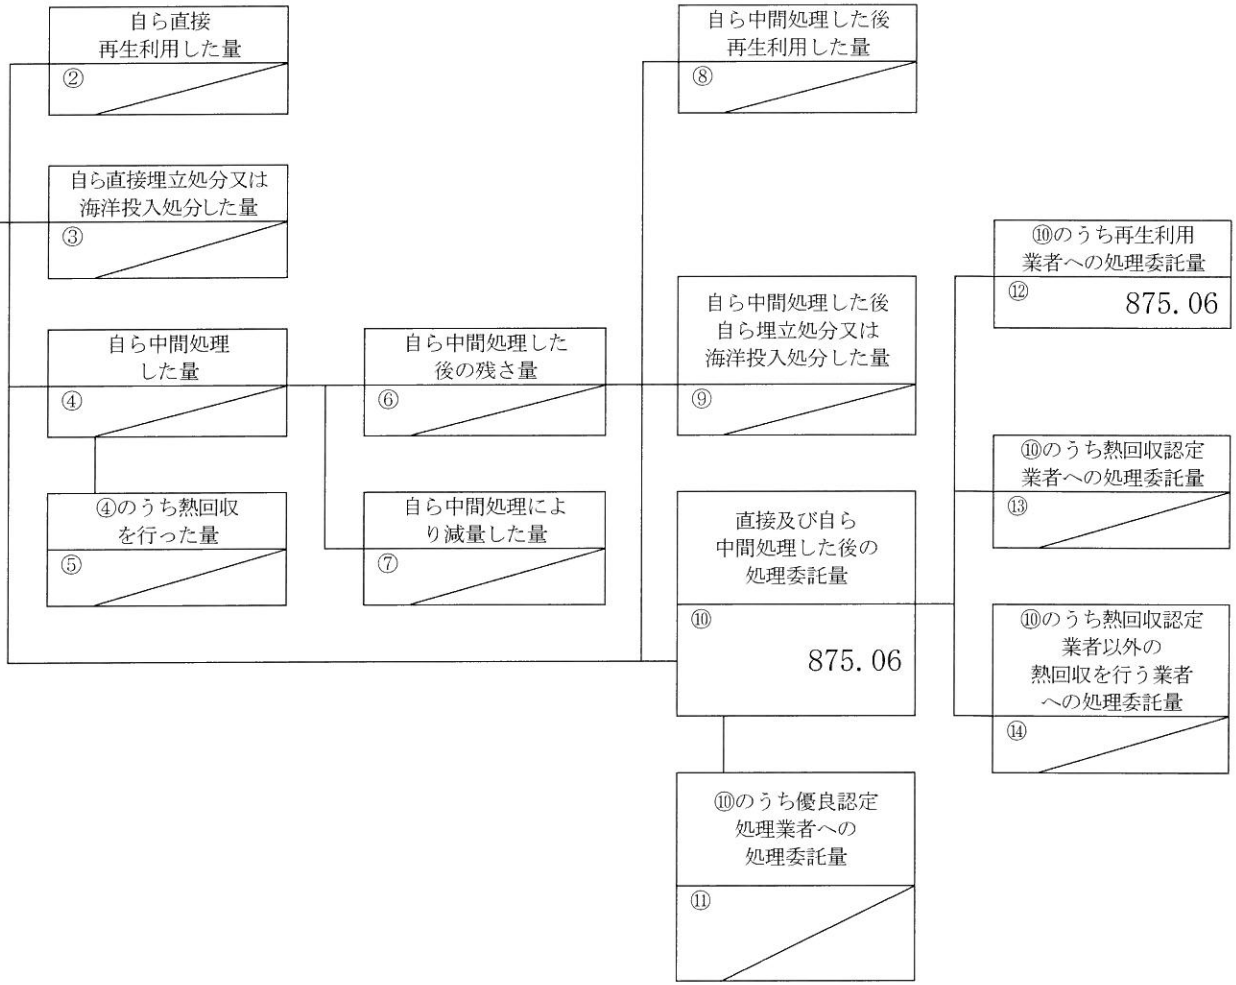 自ら直接
再生利用した量
②
自ら直接埋立処分又は
海洋投入処分した量
③
自ら中間処理
した量
④
④のうち熱回収
を行った量
⑤
自ら中間処理した
後の残さ量
⑥
自ら中間処理によ
り減量した量
⑦
自ら中間処理した後
再生利用した量
⑧
自ら中間処理した後
自ら埋立処分又は
海洋投入処分した量
⑨
直接及び自ら
中間処理した後の
処理委託量
⑩
875.06
⑩のうち優良認定
処理業者への
処理委託量
⑪
⑩のうち再生利用
業者への処理委託量
⑫ 875.06
⑩のうち熱回収認定
業者への処理委託量
⑬
⑩のうち熱回収認定
業者以外の
熱回収を行う業者
への処理委託量
⑭